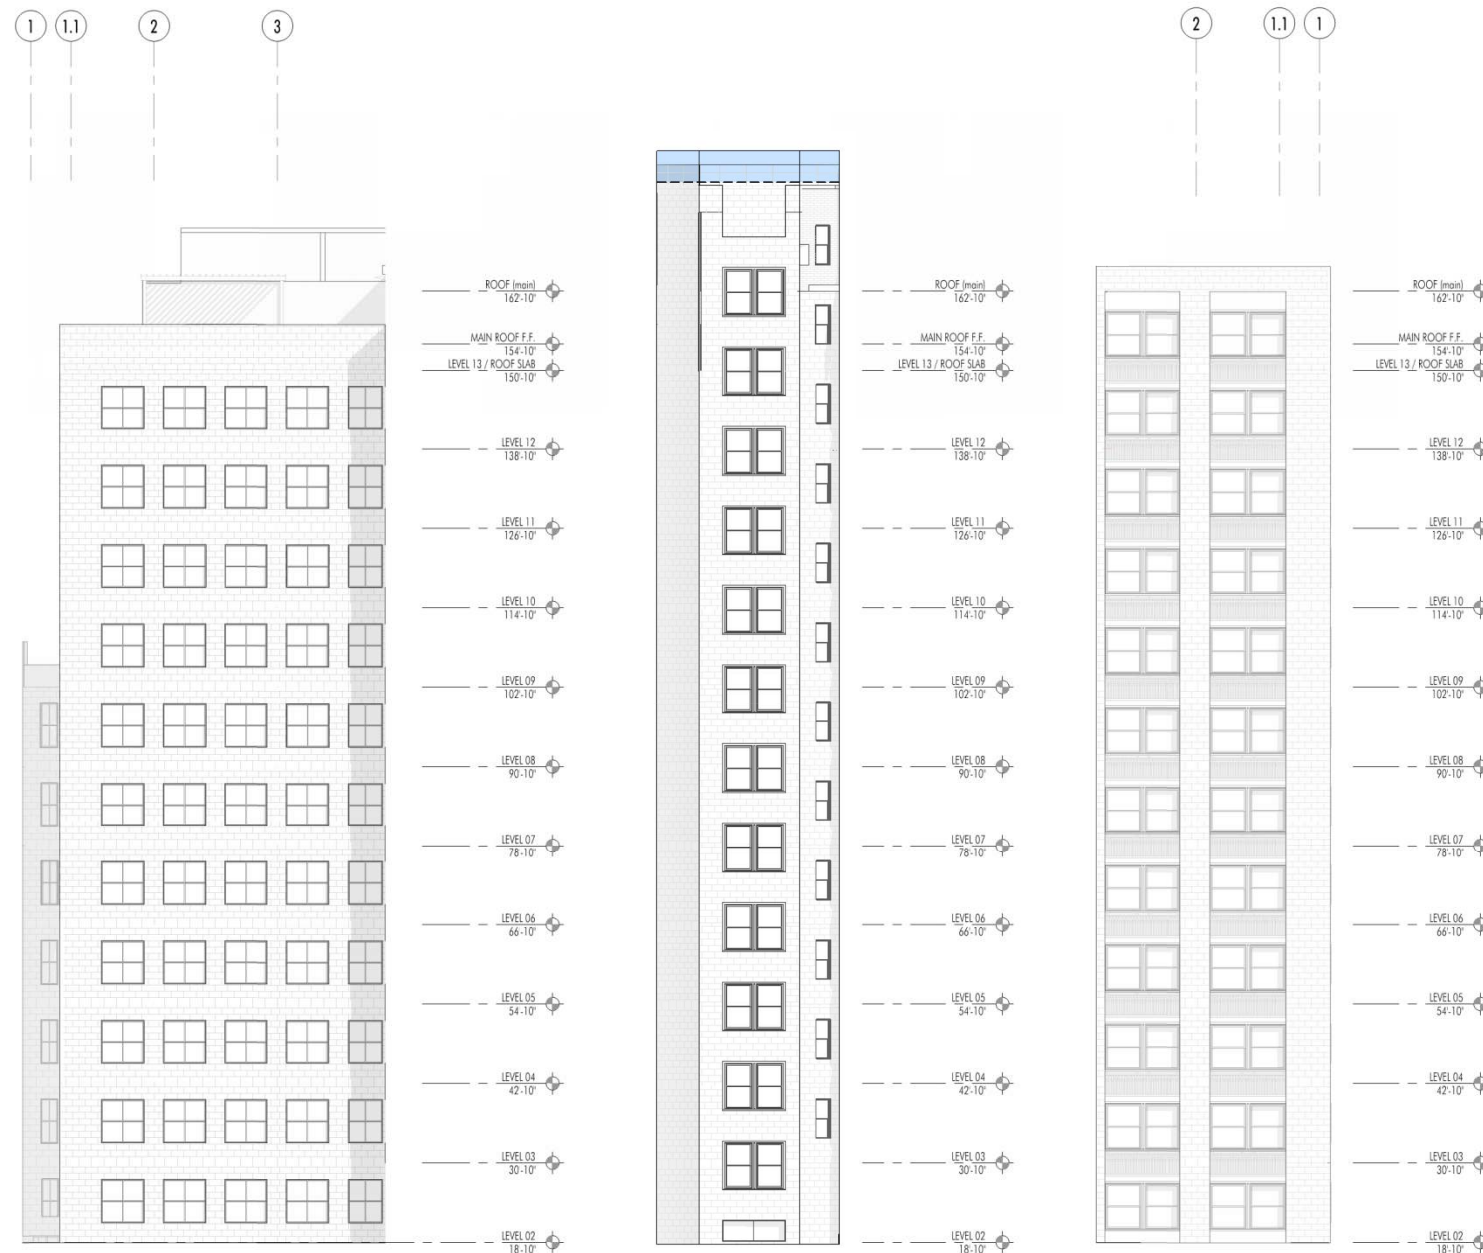 1 1.1 2 3
2 1.1 1
ROOF (main)
162'-10"
MAIN ROOF F.F.
154'-10"
LEVEL 13 / ROOF SLAB
150'-10"
LEVEL 12
138'-10"
LEVEL 11
126'-10"
LEVEL 10
114'-10"
LEVEL 09
102'-10"
LEVEL 08
90'-10"
LEVEL 07
78'-10"
LEVEL 06
66'-10"
LEVEL 05
54'-10"
LEVEL 04
42'-10"
LEVEL 03
30'-10"
LEVEL 02
18'-10"
ROOF (main)
162'-10"
MAIN ROOF F.F.
154'-10"
LEVEL 13 / ROOF SLAB
150'-10"
LEVEL 12
138'-10"
LEVEL 11
126'-10"
LEVEL 10
114'-10"
LEVEL 09
102'-10"
LEVEL 08
90'-10"
LEVEL 07
78'-10"
LEVEL 06
66'-10"
LEVEL 05
54'-10"
LEVEL 04
42'-10"
LEVEL 03
30'-10"
LEVEL 02
18'-10"
ROOF (main)
162'-10"
MAIN ROOF F.F.
154'-10"
LEVEL 13 / ROOF SLAB
150'-10"
LEVEL 12
138'-10"
LEVEL 11
126'-10"
LEVEL 10
114'-10"
LEVEL 09
102'-10"
LEVEL 08
90'-10"
LEVEL 07
78'-10"
LEVEL 06
66'-10"
LEVEL 05
54'-10"
LEVEL 04
42'-10"
LEVEL 03
30'-10"
LEVEL 02
18'-10"